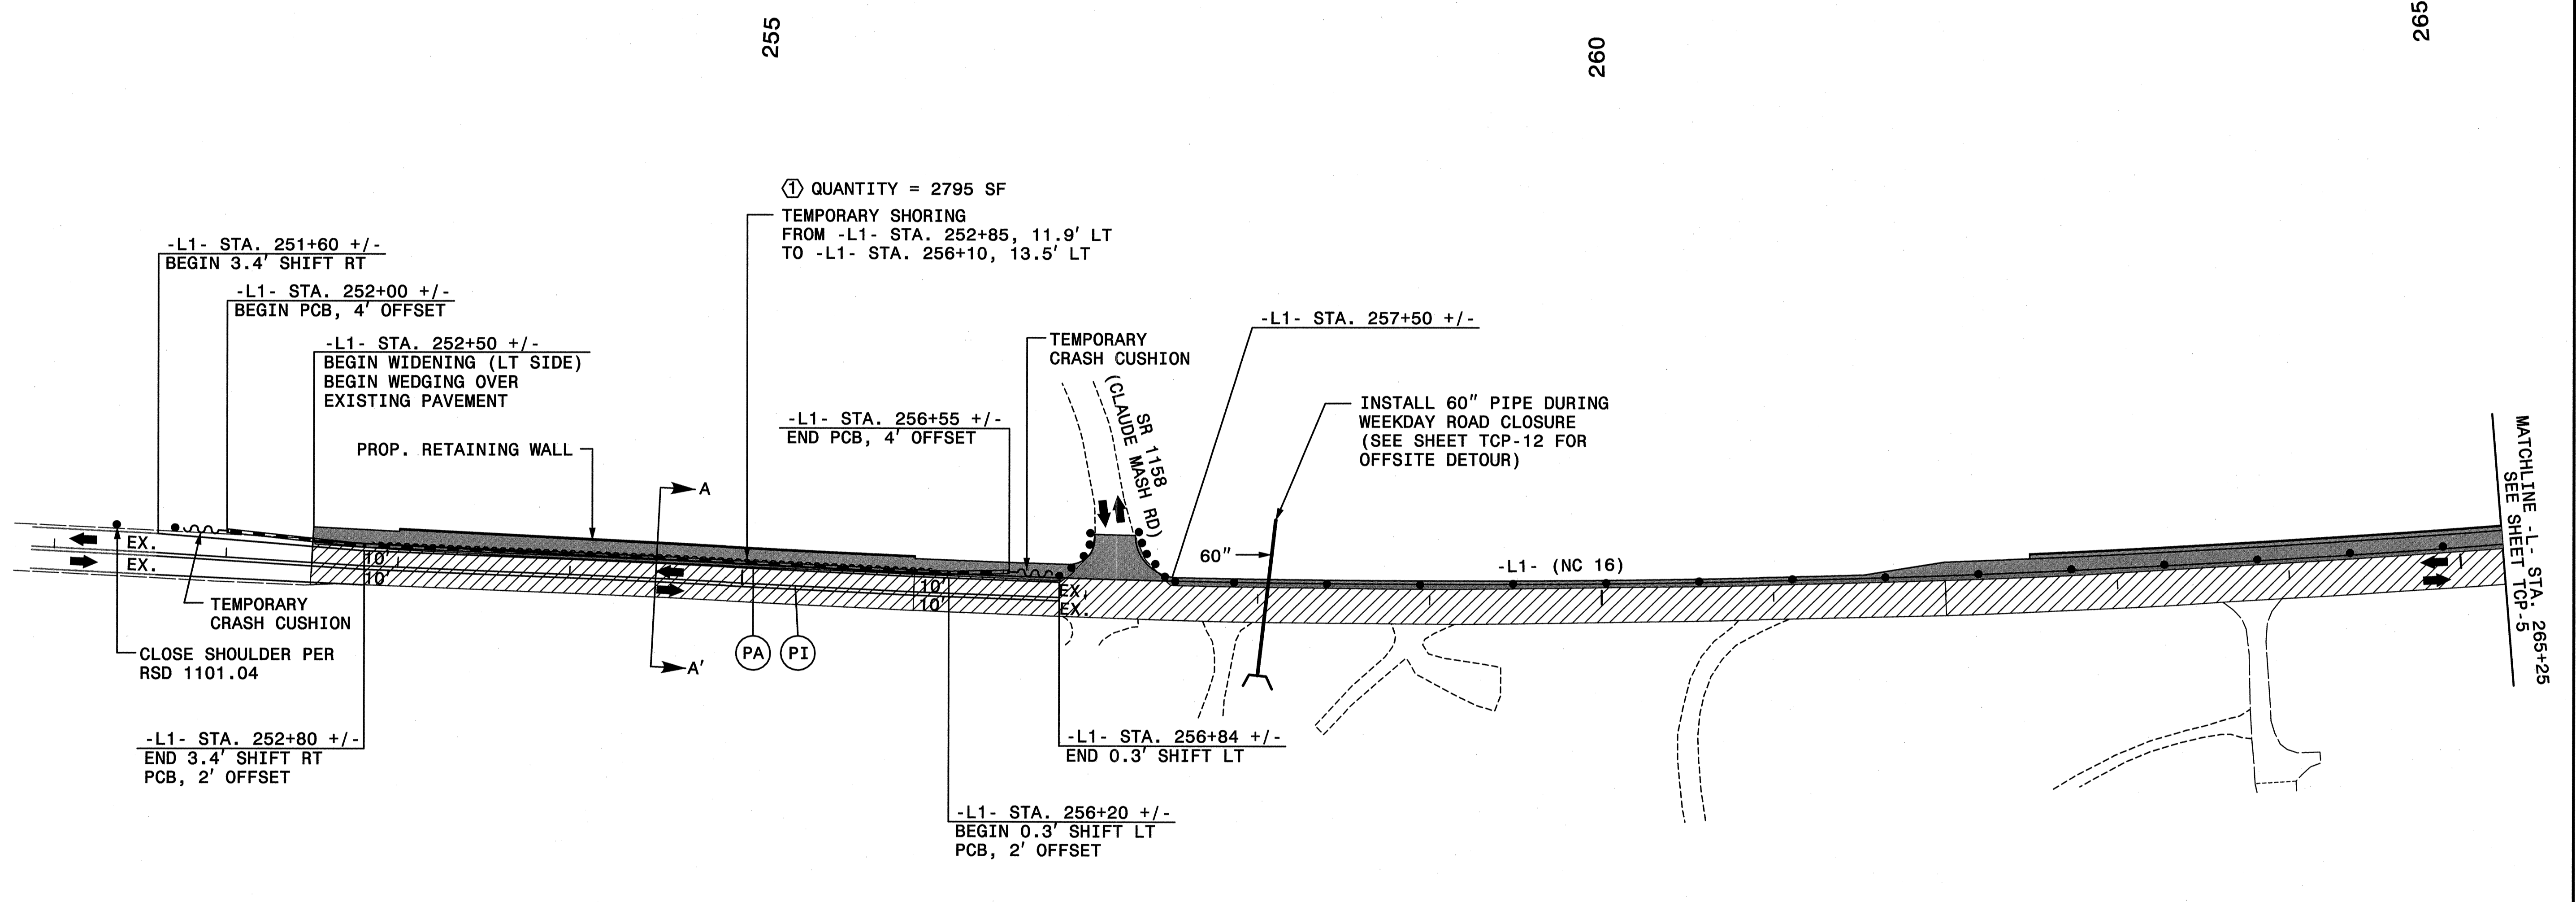 255
260
265
① QUANTITY = 2795 SF
TEMPORARY SHORING
FROM -L1- STA. 252+85, 11.9' LT
TO -L1- STA. 256+10, 13.5' LT
-L1- STA. 251+60 +/-
BEGIN 3.4' SHIFT RT
-L1- STA. 252+00 +/-
BEGIN PCB, 4' OFFSET
-L1- STA. 252+50 +/-
BEGIN WIDENING (LT SIDE)
BEGIN WEDGING OVER
EXISTING PAVEMENT
PROP. RETAINING WALL
-L1- STA. 257+50 +/-
TEMPORARY
CRASH CUSHION
-L1- STA. 256+55 +/-
END PCB, 4' OFFSET
SR 1158
(CLAUDE MASH RD)
INSTALL 60" PIPE DURING
WEEKDAY ROAD CLOSURE
(SEE SHEET TCP-12 FOR
OFFSITE DETOUR)
MATCHLINE -L- STA. 265+25
SEE SHEET TCP-5
A
60"
-L1- (NC 16)
EX.
EX.
10'
10'
10'
10'
EX.
EX.
TEMPORARY
CRASH CUSHION
CLOSE SHOULDER PER
RSD 1101.04
A'
PA
PI
-L1- STA. 252+80 +/-
END 3.4' SHIFT RT
PCB, 2' OFFSET
-L1- STA. 256+84 +/-
END 0.3' SHIFT LT
-L1- STA. 256+20 +/-
BEGIN 0.3' SHIFT LT
PCB, 2' OFFSET